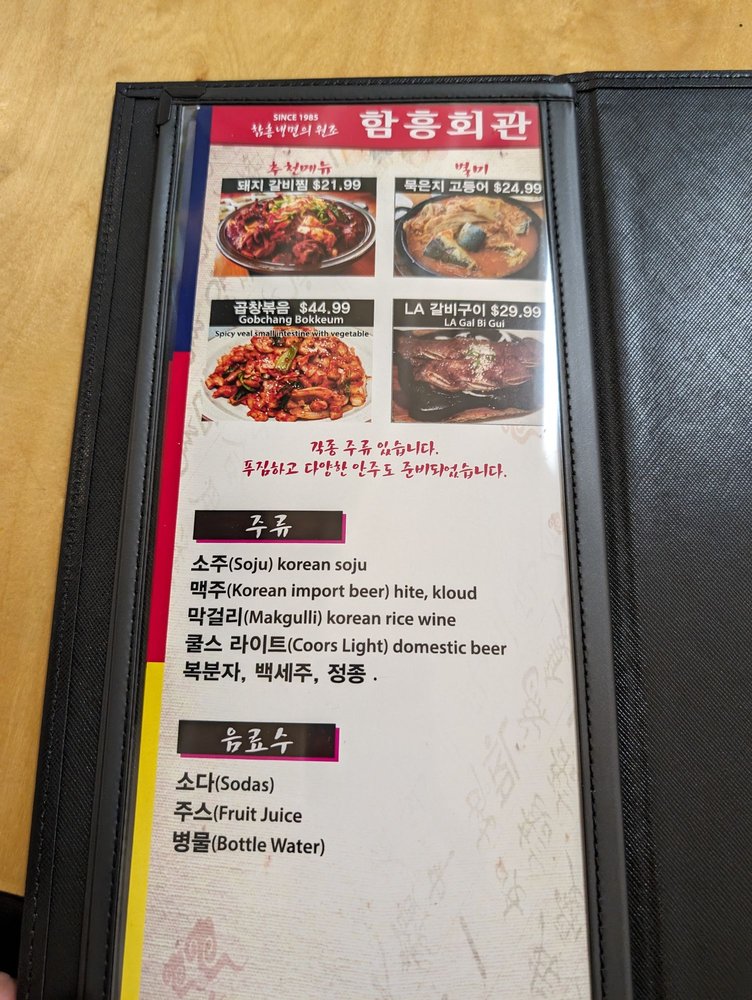 SINCE 1985
함흥냉면의 원조
함흥회관
추천메뉴
별미
돼지 갈비찜 $21.99
묵은지 고등어 $24.99
곱창볶음 $44.99
Gobchang Bokkeum
Spicy veal small intestine with vegetable
LA 갈비구이 $29.99
LA Gal Bi Gui
각종 주류 있습니다.
푸짐하고 다양한 안주도 준비되었습니다.
주류
소주(Soju) korean soju
맥주(Korean import beer) hite, kloud
막걸리(Makgulli) korean rice wine
쿨스 라이트(Coors Light) domestic beer
복분자, 백세주, 정종 .
음료수
소다(Sodas)
주스(Fruit Juice
병물(Bottle Water)